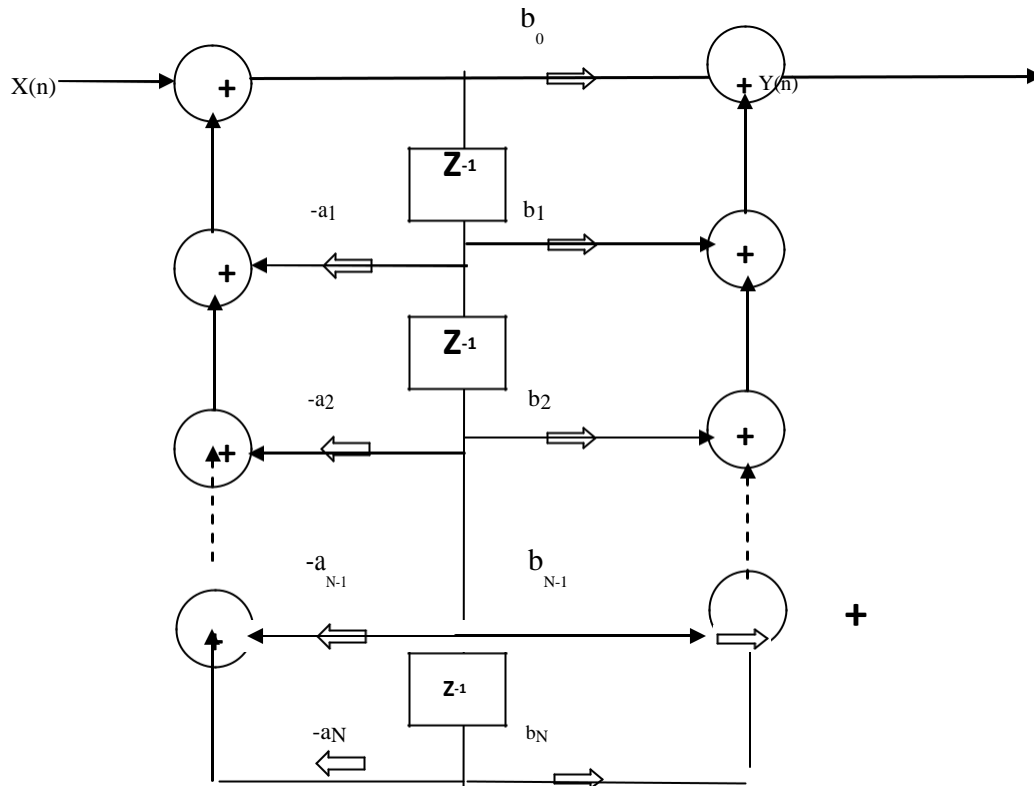 b0
X(n) + + Y(n)
Z-1
-a1 b1
+ +
Z-1
-a2 b2
+ +
-aN-1 bN-1
+ +
Z-1
-aN bN